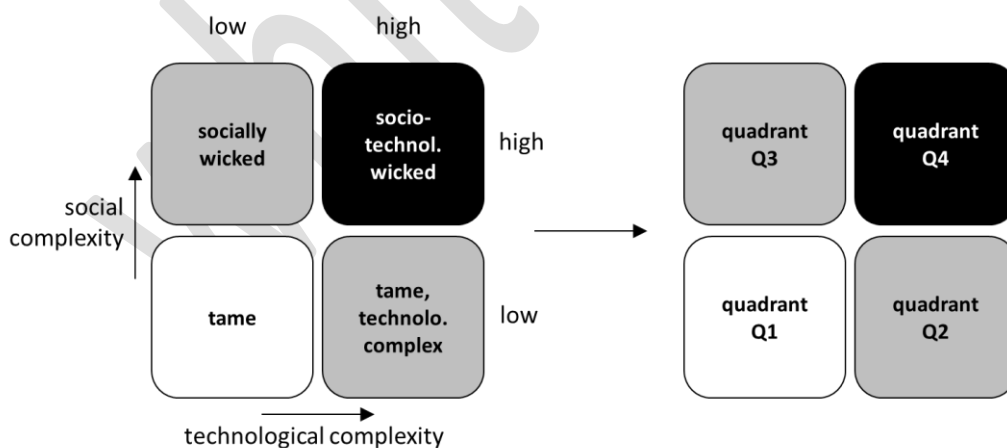 low high
socially
wicked
socio-
technol.
wicked
high
quadrant
Q3
quadrant
Q4
social
complexity
tame
tame,
technolo.
complex
low
quadrant
Q1
quadrant
Q2
technological complexity